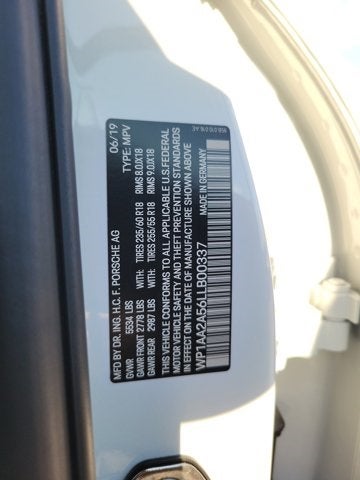 MFD BY DR. ING. H.C. F. PORSCHE AG 06/19
GVWR 5534 LBS TYPE: MPV
GAWR FRONT 2778 LBS WITH TIRES 235/60 R18 RIMS 8.0JX18
GAWR REAR 2987 LBS WITH TIRES 255/55 R18 RIMS 9.0JX18
THIS VEHICLE CONFORMS TO ALL APPLICABLE U.S.FEDERAL
MOTOR VEHICLE SAFETY AND THEFT PREVENTION STANDARDS
IN EFFECT ON THE DATE OF MANUFACTURE SHOWN ABOVE
MADE IN GERMANY
WP1AA2A56LLB00337